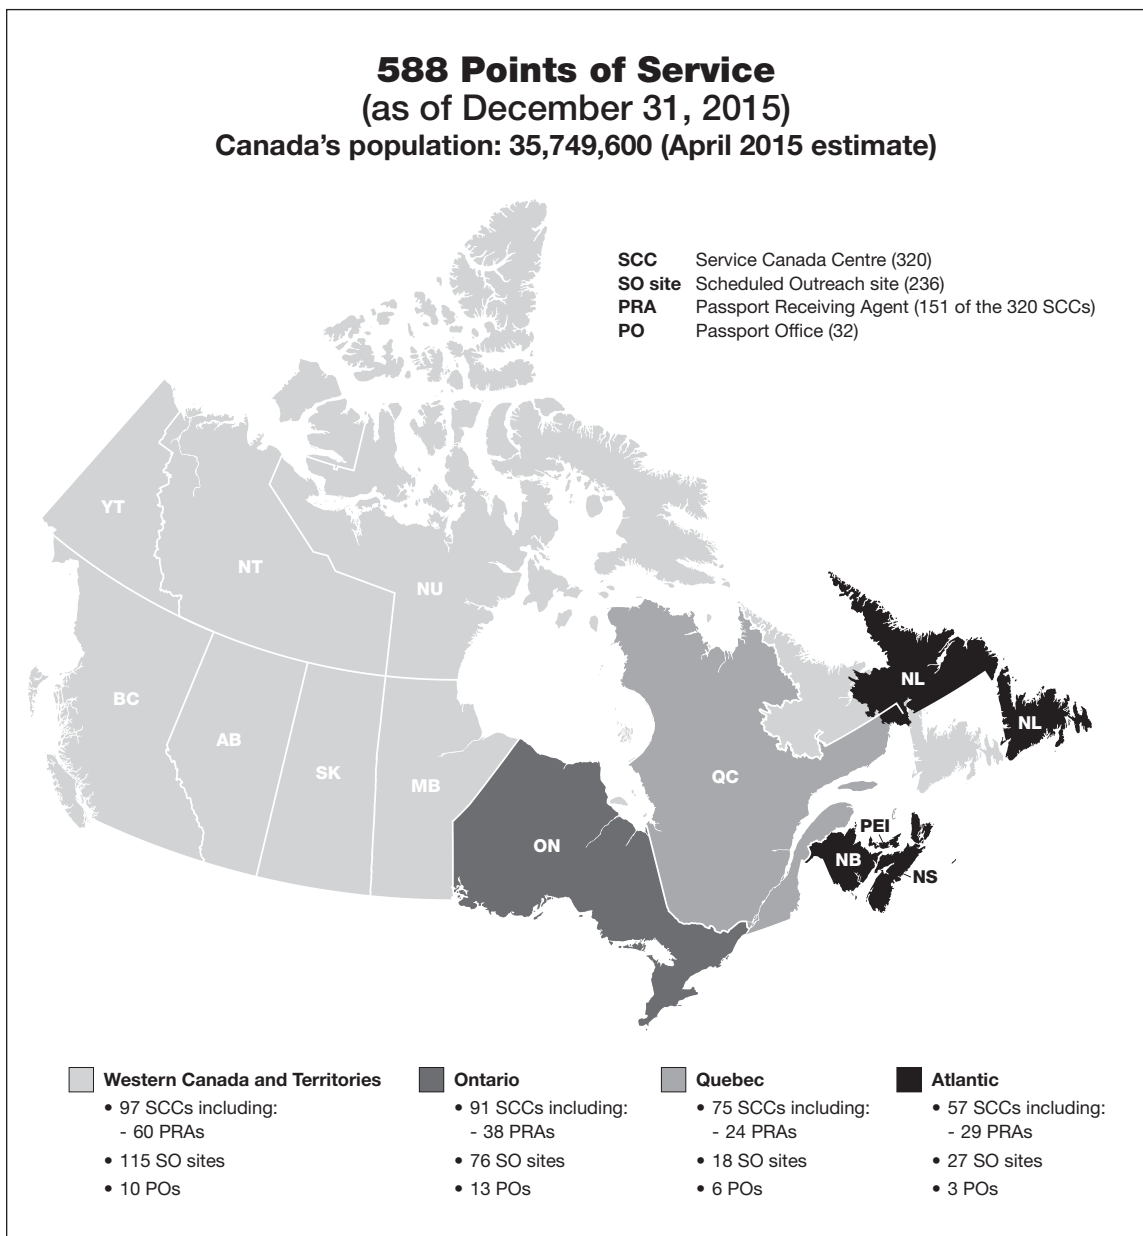 588 Points of Service
(as of December 31, 2015)
Canada's population: 35,749,600 (April 2015 estimate)
SCC Service Canada Centre (320)
SO site Scheduled Outreach site (236)
PRA Passport Receiving Agent (151 of the 320 SCCs)
PO Passport Office (32)
YT
NT
NU
BC
AB
SK
MB
ON
QC
NL
NL
PEI
NB
NS
Western Canada and Territories
• 97 SCCs including:
- 60 PRAs
• 115 SO sites
• 10 POs
Ontario
• 91 SCCs including:
- 38 PRAs
• 76 SO sites
• 13 POs
Quebec
• 75 SCCs including:
- 24 PRAs
• 18 SO sites
• 6 POs
Atlantic
• 57 SCCs including:
- 29 PRAs
• 27 SO sites
• 3 POs